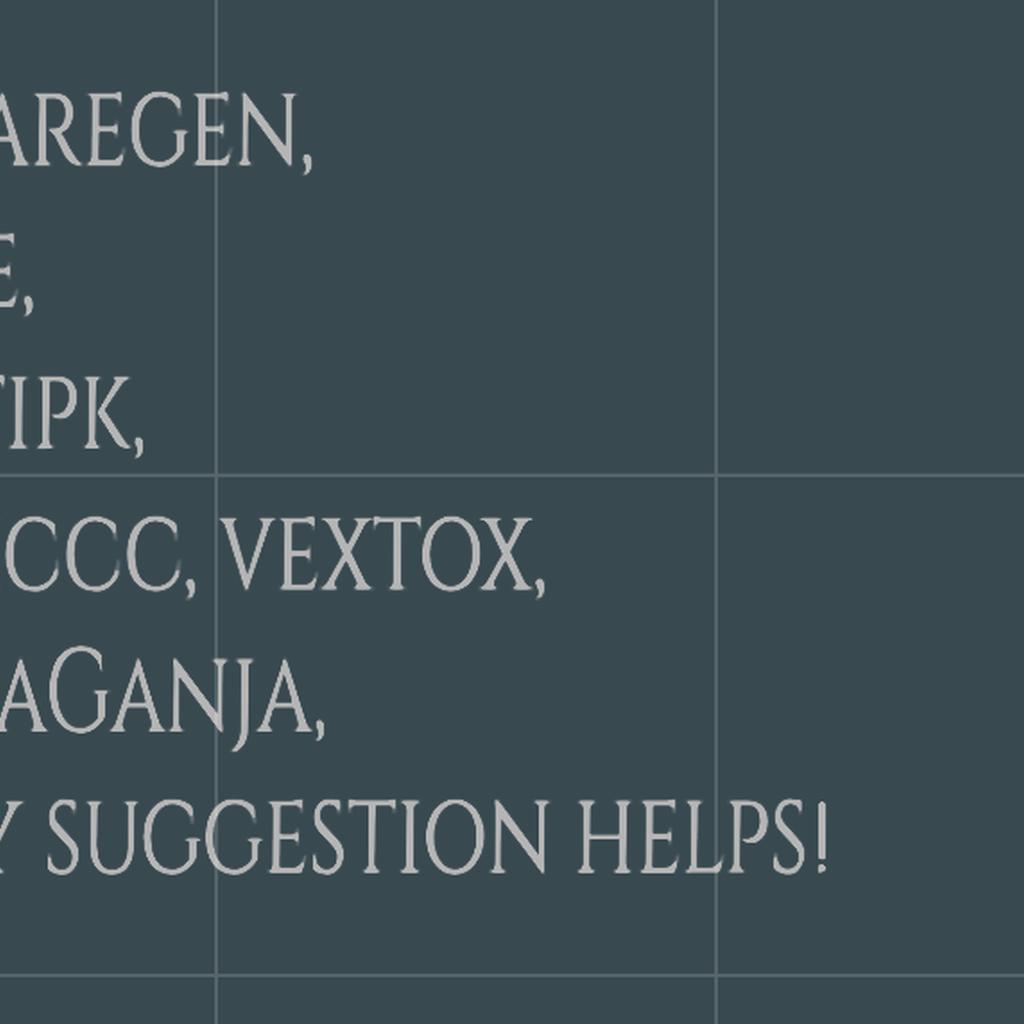 AREGEN,
E,
TIPK,
CCC, VEXTOX,
AGANJA,
Y SUGGESTION HELPS!